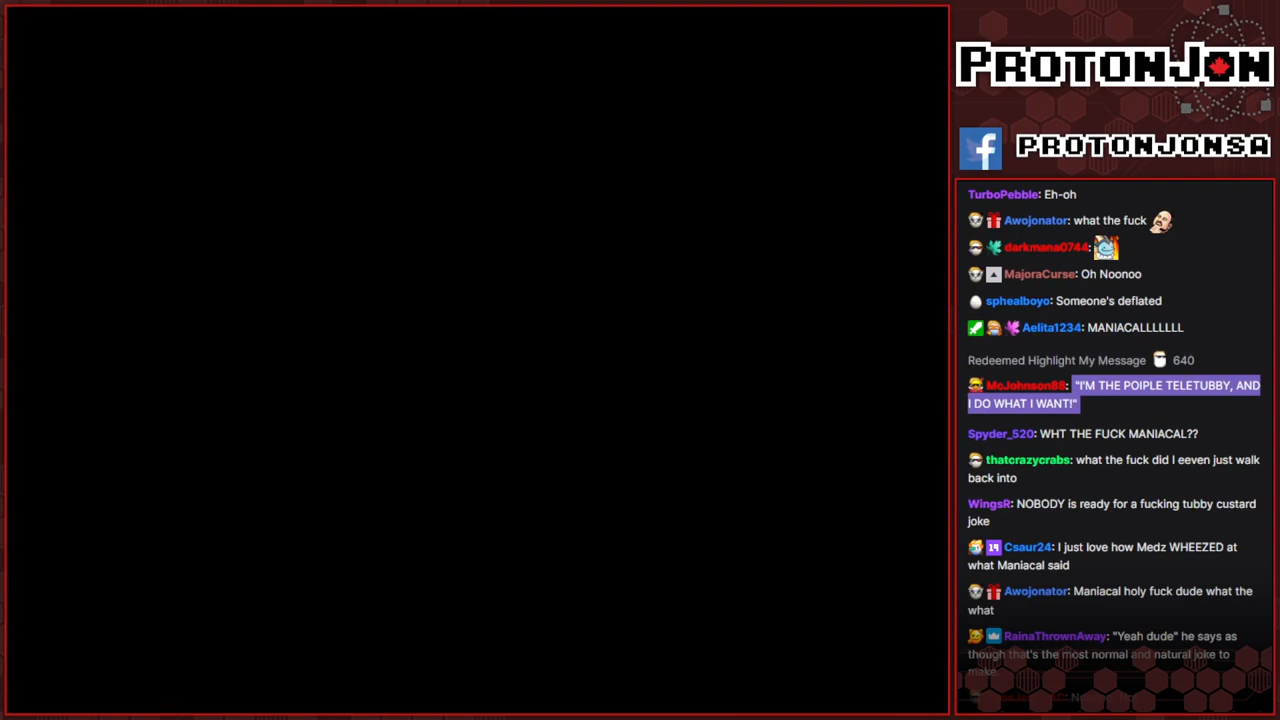 PROTONJON
PROTONJONSA
TurboPebble: Eh-oh
Awojonator: what the fuck
darkmana0744:
MajoraCurse: Oh Noonoo
sphealboyo: Someone's deflated
Aelita1234: MANIACALLLLLLL
Redeemed Highlight My Message 640
McJohnson88: "I'M THE POIPLE TELETUBBY, AND
I DO WHAT I WANT!"
Spyder_520: WHT THE FUCK MANIACAL??
thatcrazycrabs: what the fuck did I eeven just walk
back into
WingsR: NOBODY is ready for a fucking tubby custard
joke
19 Csaur24: I just love how Medz WHEEZED at
what Maniacal said
Awojonator: Maniacal holy fuck dude what the
what
RainaThrownAway: "Yeah dude" he says as
though that's the most normal and natural joke to
make